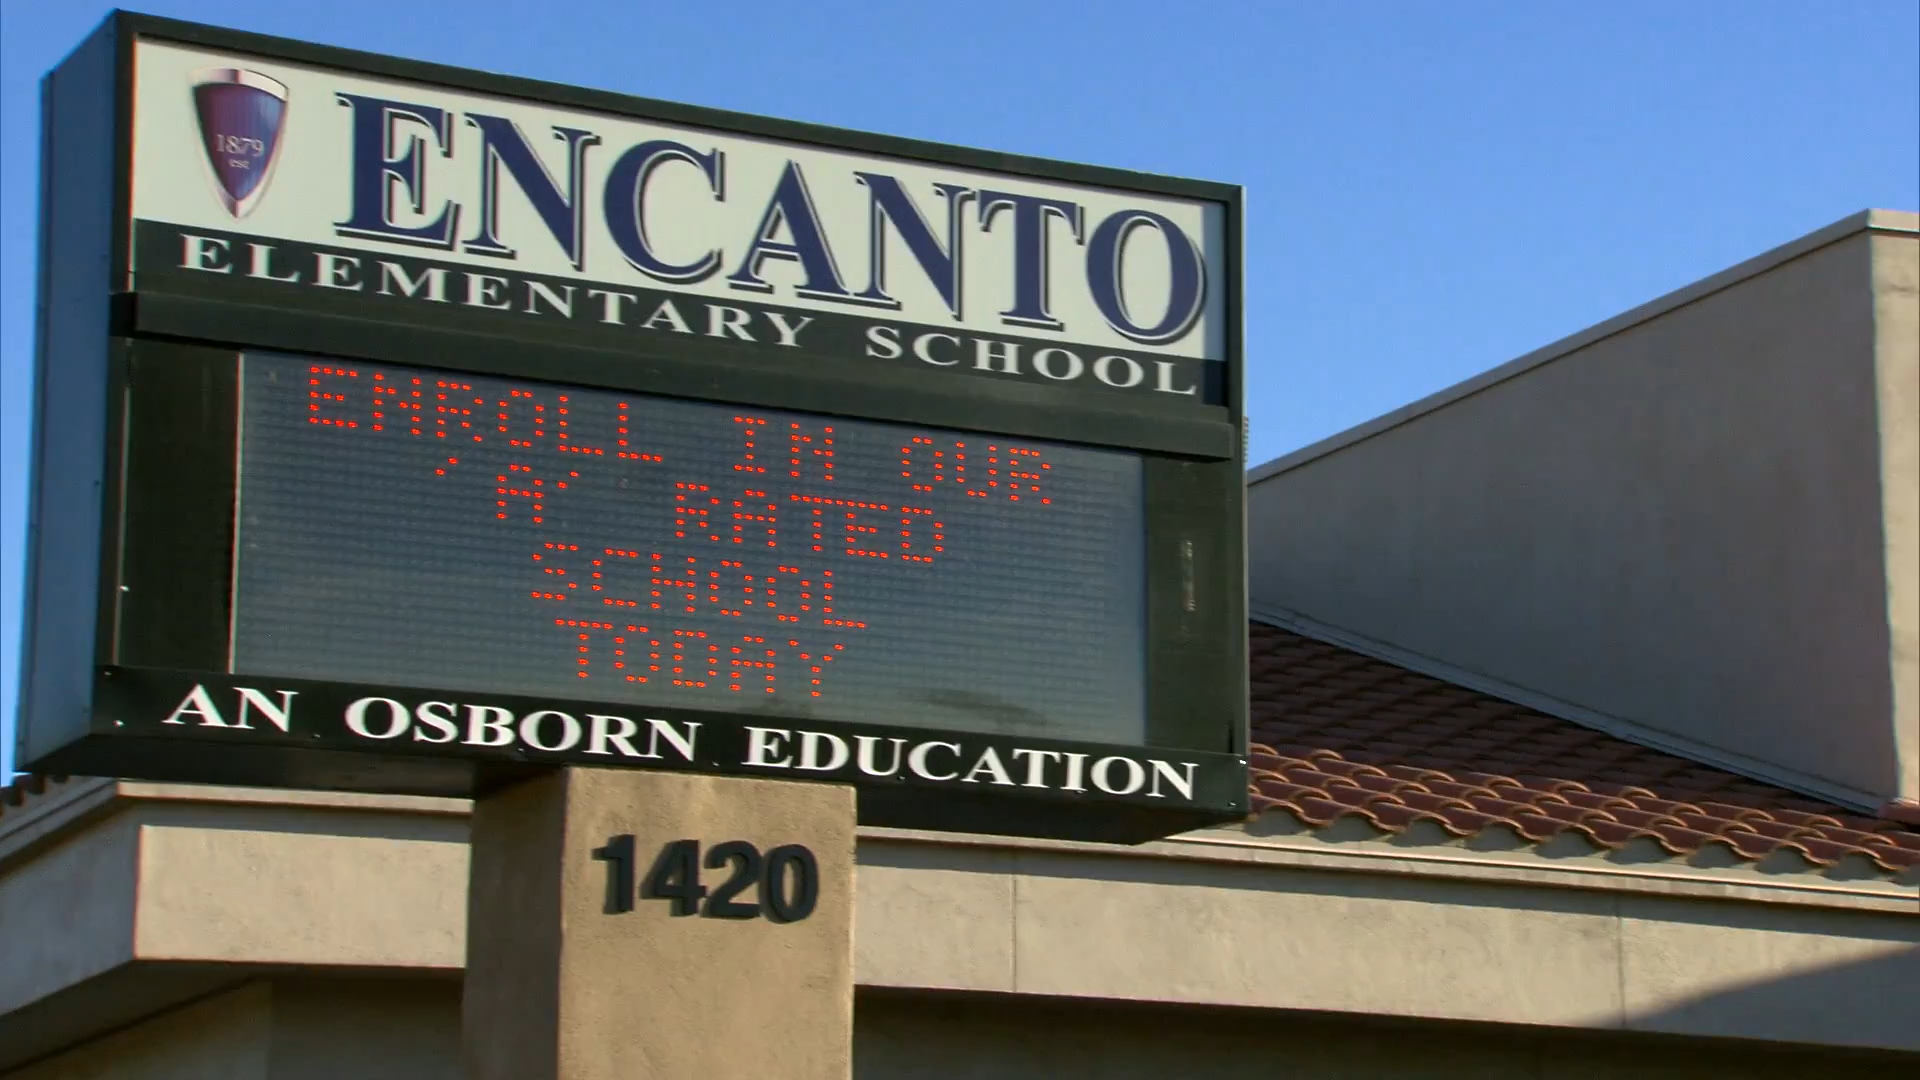 1879
est
ENCANTO
ELEMENTARY SCHOOL
ENROLL IN OUR
'A' RATED
SCHOOL
TODAY
AN OSBORN EDUCATION
1420